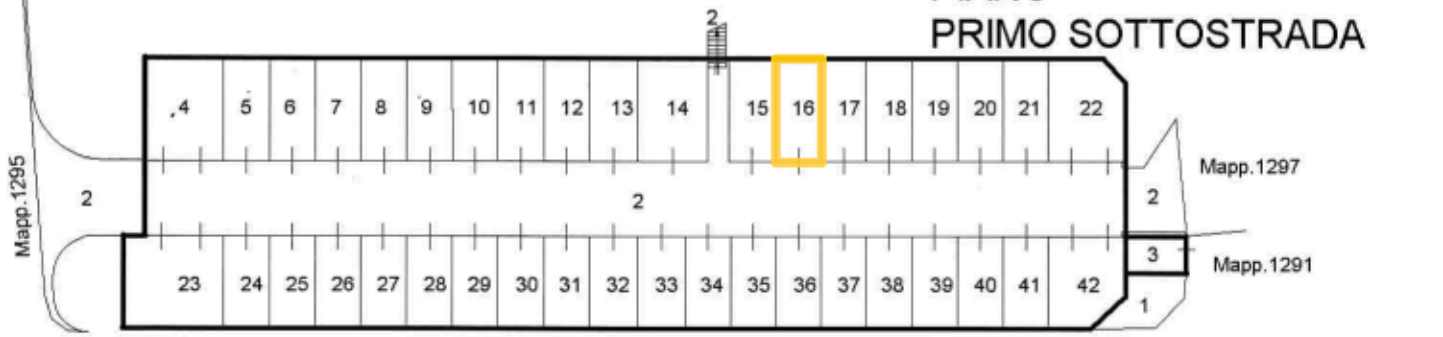 2
PRIMO SOTTOSTRADA
4 5 6 7 8 9 10 11 12 13 14 15 16 17 18 19 20 21 22
Mapp.1295
Mapp.1297
2 2 2
23 24 25 26 27 28 29 30 31 32 33 34 35 36 37 38 39 40 41 42
3 Mapp.1291
1